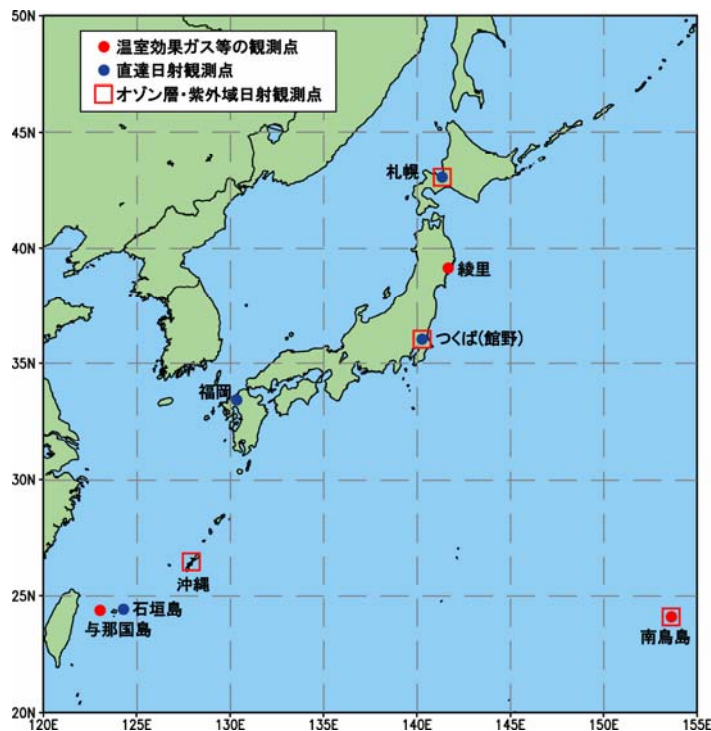 50N
温室効果ガス等の観測点
直達日射観測点
オゾン層・紫外域日射観測点
45N
札幌
40N
綾里
つくば(館野)
35N
福岡
30N
沖縄
25N
石垣島
与那国島
南鳥島
20N
120E 125E 130E 135E 140E 145E 150E 155E